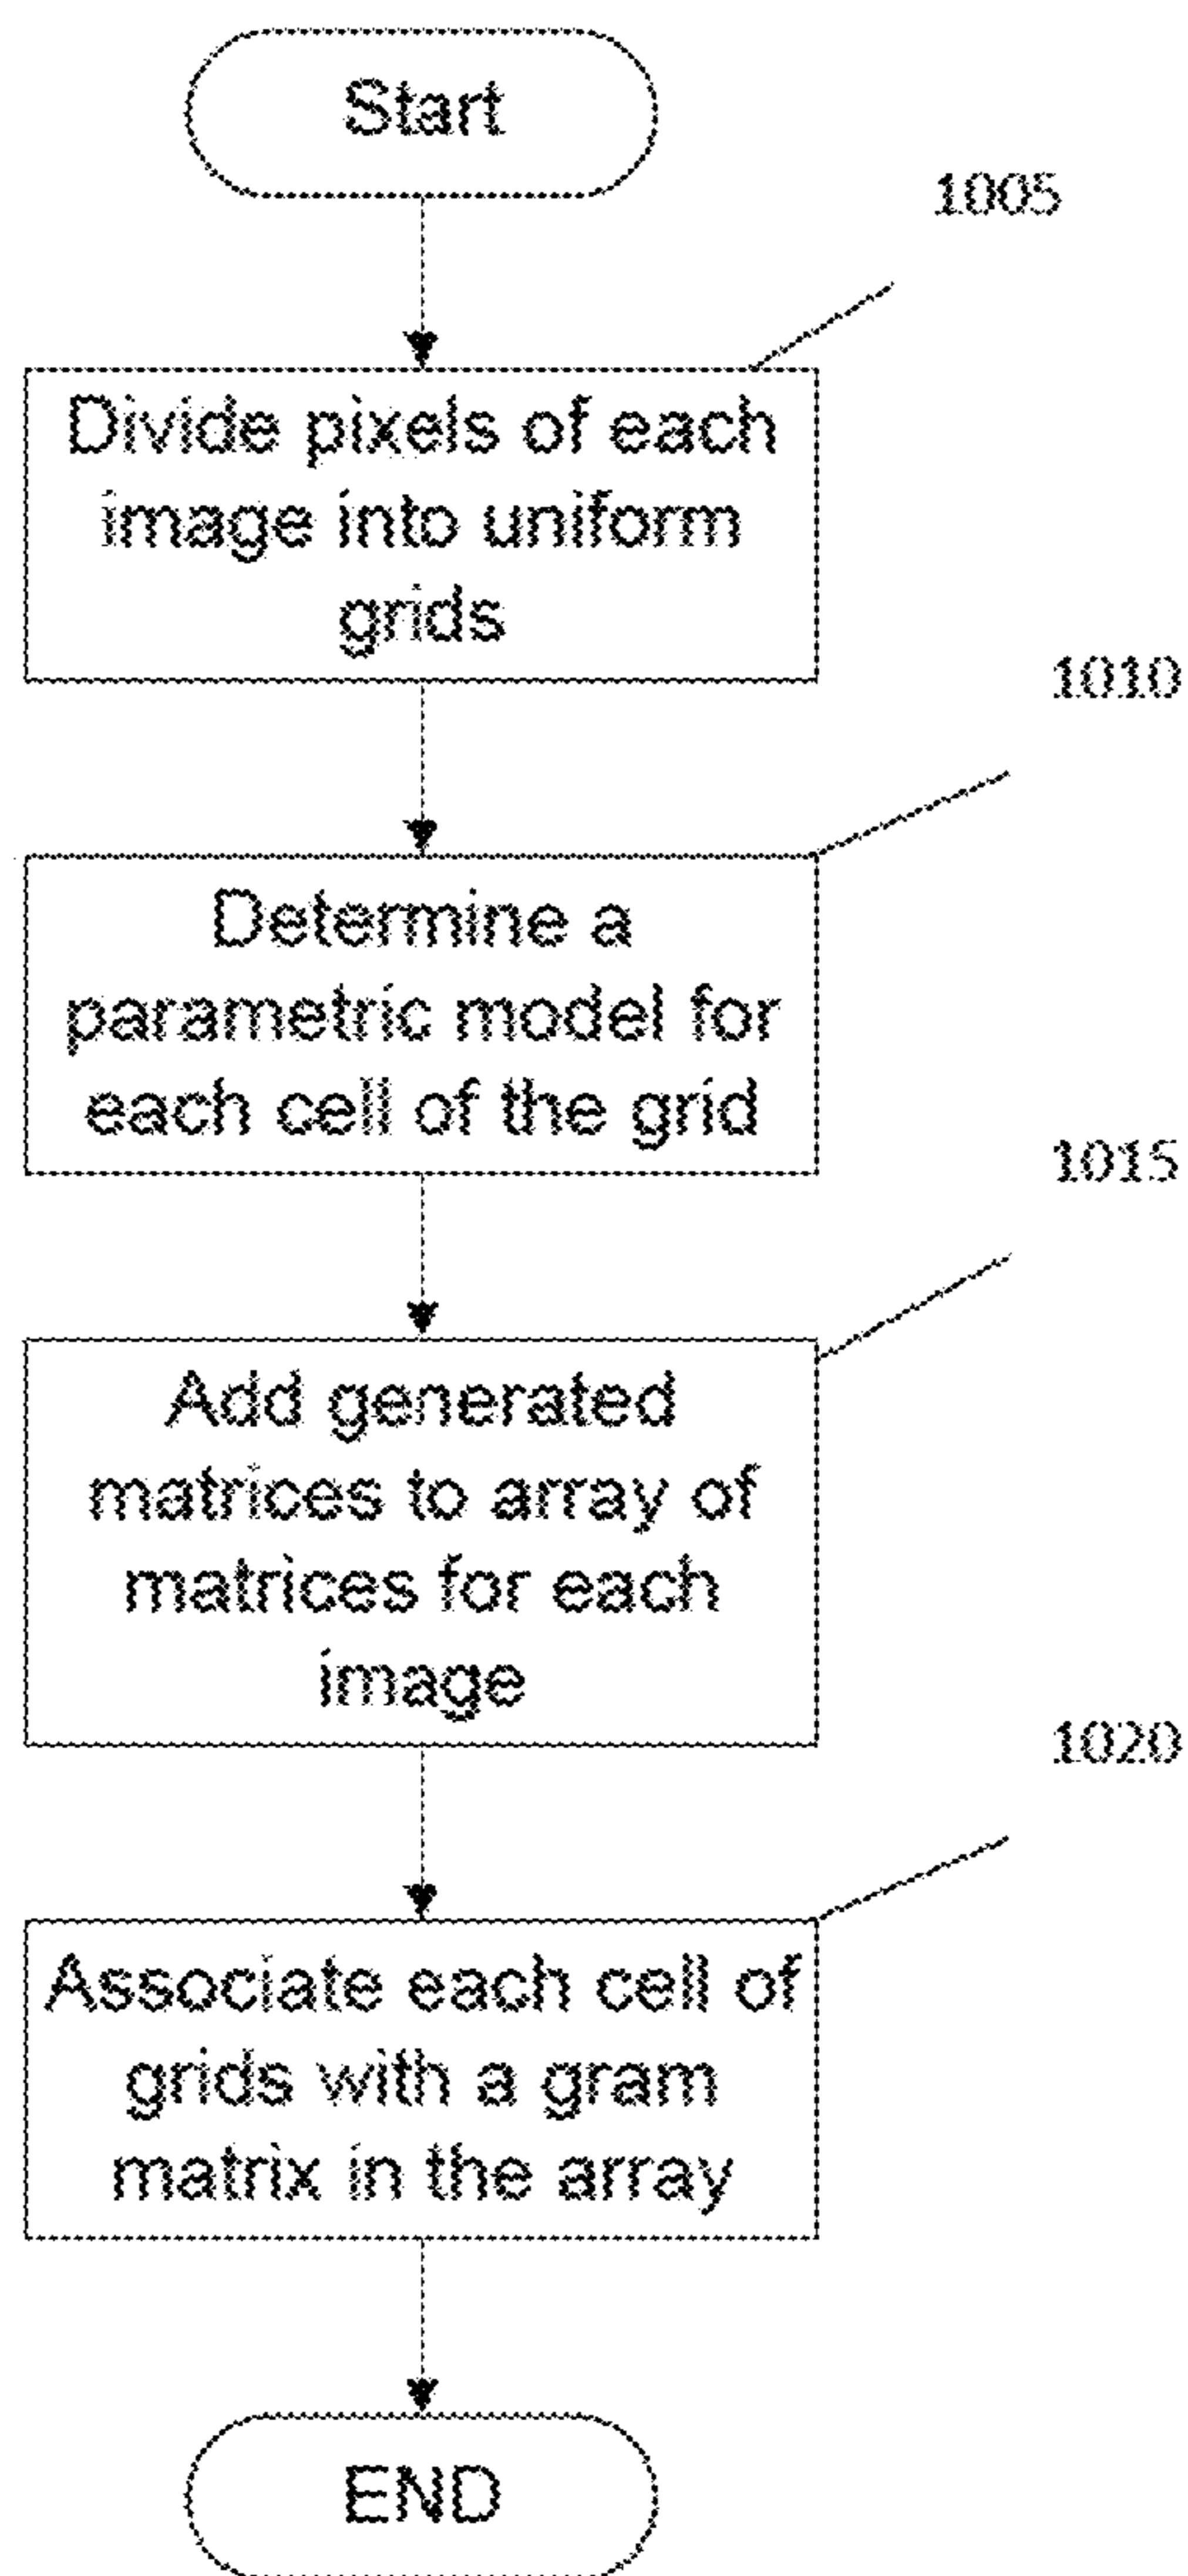 Start
1005
Divide pixels of each
image into uniform
grids
1010
Determine a
parametric model for
each cell of the grid
1015
Add generated
matrices to array of
matrices for each
image
1020
Associate each cell of
grids with a gram
matrix in the array
END